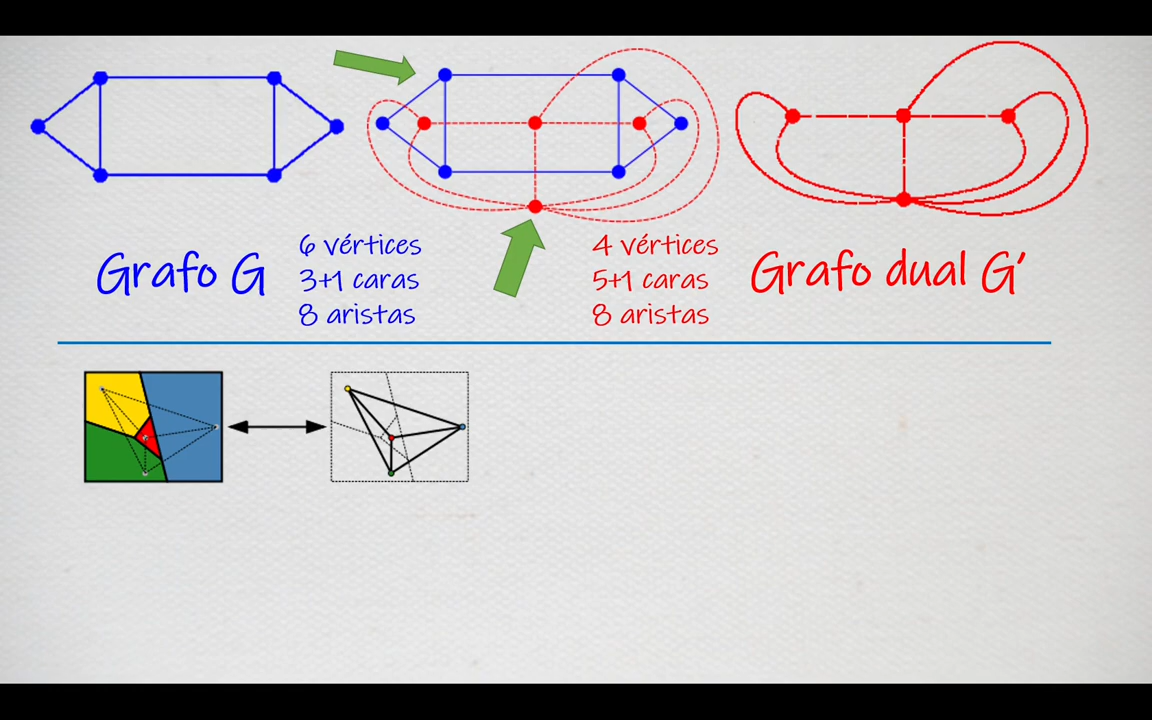 Grafo G
6 vértices
3+1 caras
8 aristas
4 vértices
5+1 caras
8 aristas
Grafo dual G'